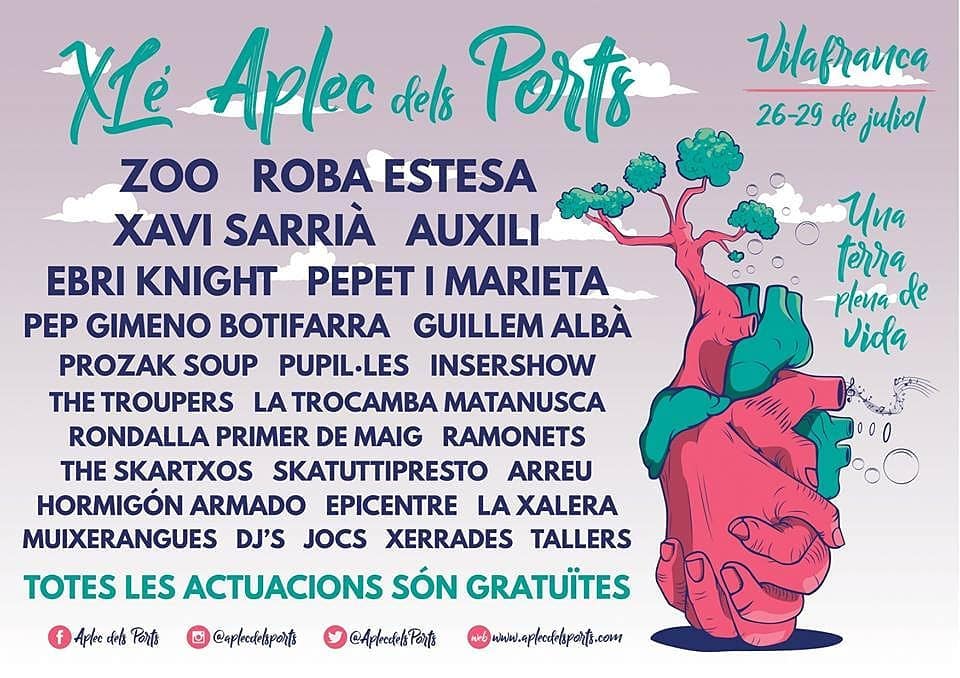 XLé Aplec dels Ports
Vilafranca
26-29 de juliol
ZOO ROBA ESTESA
XAVI SARRIÀ AUXILI
EBRI KNIGHT PEPET I MARIETA
PEP GIMENO BOTIFARRA GUILLEM ALBÀ
PROZAK SOUP PUPIL·LES INSERSHOW
THE TROUPERS LA TROCAMBA MATANUSCA
RONDALLA PRIMER DE MAIG RAMONETS
THE SKARTXOS SKATUTTIPRESTO ARREU
HORMIGÓN ARMADO EPICENTRE LA XALERA
MUIXERANGUES DJ'S JOCS XERRADES TALLERS
TOTES LES ACTUACIONS SÓN GRATUÏTES
Una
terra
plena de
vida
f Aplec dels Ports @aplecdelsports @AplecdelsPorts web www.aplecdelsports.com